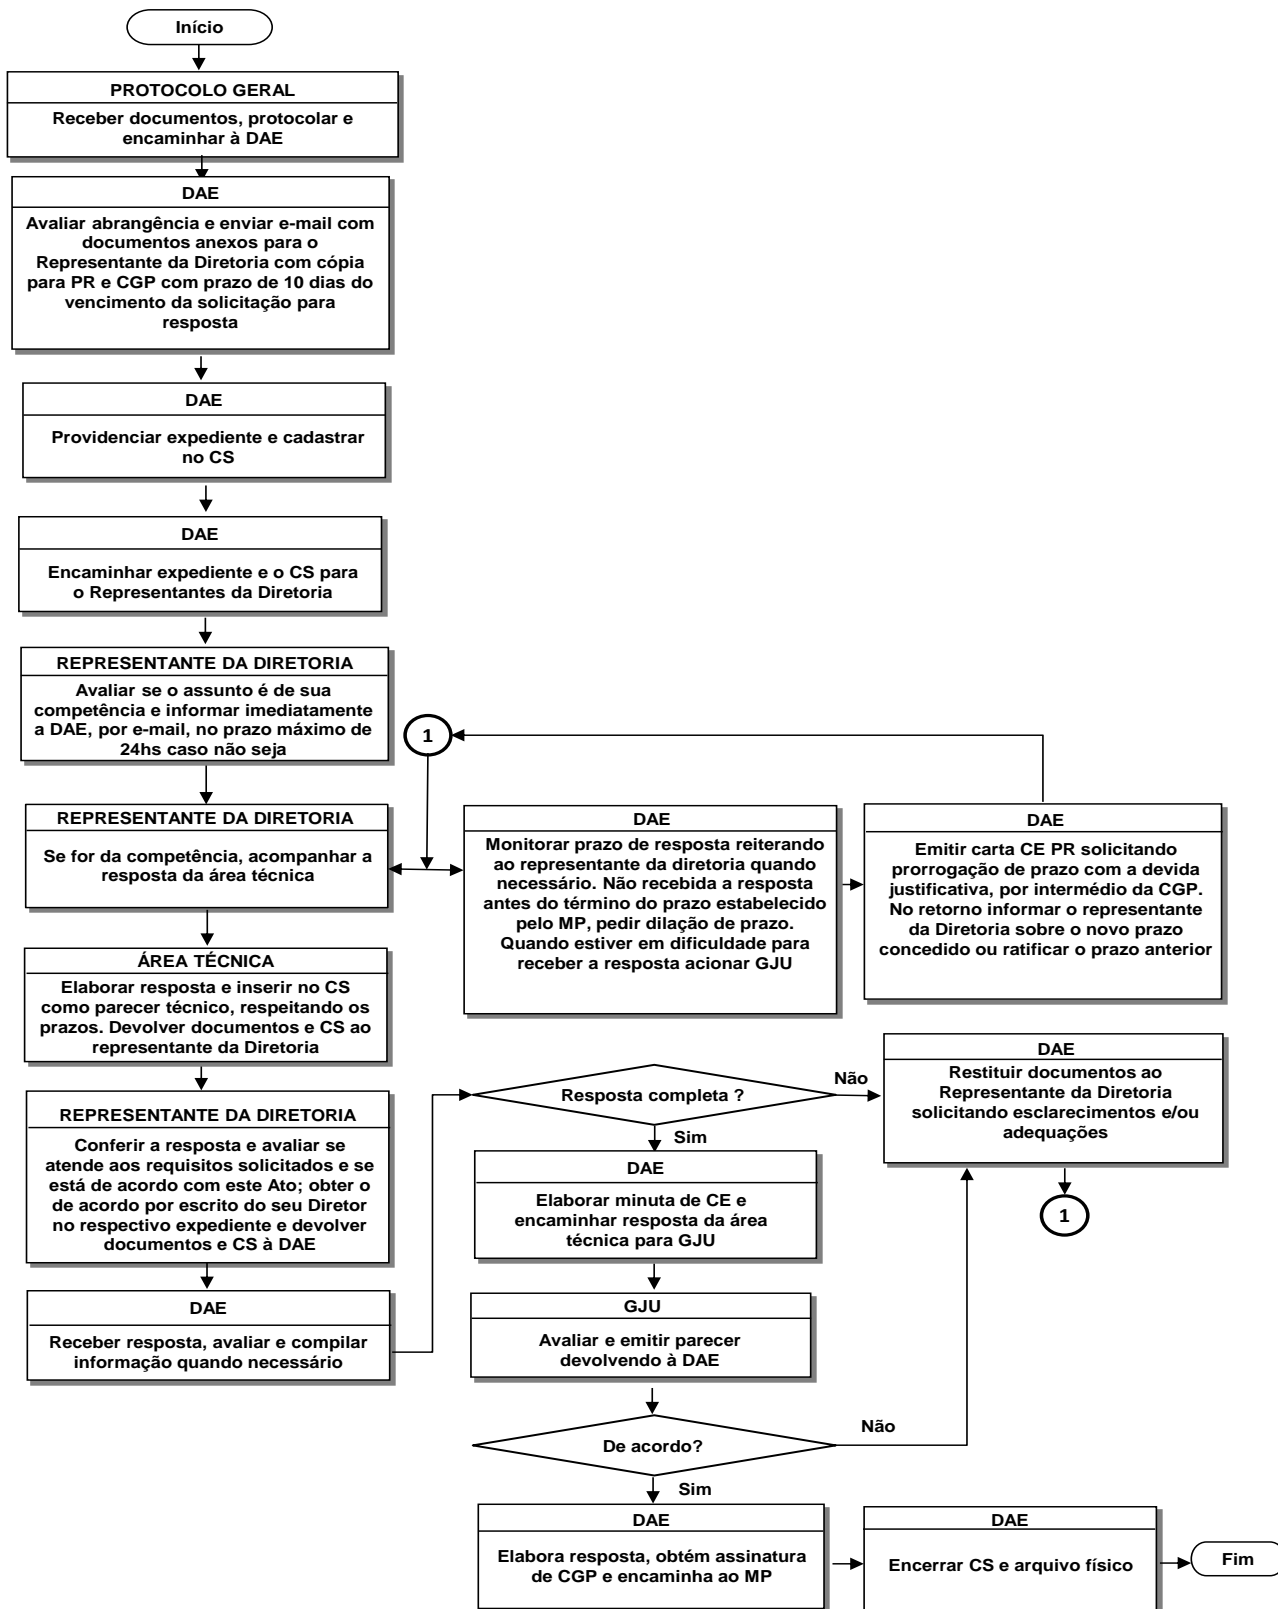 Início
PROTOCOLO GERAL
Receber documentos, protocolar e
encaminhar à DAE
DAE
Avaliar abrangência e enviar e-mail com
documentos anexos para o
Representante da Diretoria com cópia
para PR e CGP com prazo de 10 dias do
vencimento da solicitação para
resposta
DAE
Providenciar expediente e cadastrar
no CS
DAE
Encaminhar expediente e o CS para
o Representantes da Diretoria
REPRESENTANTE DA DIRETORIA
Avaliar se o assunto é de sua
competência e informar imediatamente
a DAE, por e-mail, no prazo máximo de
24hs caso não seja
1
REPRESENTANTE DA DIRETORIA
Se for da competência, acompanhar a
resposta da área técnica
DAE
Monitorar prazo de resposta reiterando
ao representante da diretoria quando
necessário. Não recebida a resposta
antes do término do prazo estabelecido
pelo MP, pedir dilação de prazo.
Quando estiver em dificuldade para
receber a resposta acionar GJU
DAE
Emitir carta CE PR solicitando
prorrogação de prazo com a devida
justificativa, por intermédio da CGP.
No retorno informar o representante
da Diretoria sobre o novo prazo
concedido ou ratificar o prazo anterior
ÁREA TÉCNICA
Elaborar resposta e inserir no CS
como parecer técnico, respeitando os
prazos. Devolver documentos e CS ao
representante da Diretoria
REPRESENTANTE DA DIRETORIA
Conferir a resposta e avaliar se
atende aos requisitos solicitados e se
está de acordo com este Ato; obter o
de acordo por escrito do seu Diretor
no respectivo expediente e devolver
documentos e CS à DAE
DAE
Receber resposta, avaliar e compilar
informação quando necessário
Resposta completa ?
Não
Sim
DAE
Restituir documentos ao
Representante da Diretoria
solicitando esclarecimentos e/ou
adequações
1
DAE
Elaborar minuta de CE e
encaminhar resposta da área
técnica para GJU
GJU
Avaliar e emitir parecer
devolvendo à DAE
De acordo?
Não
Sim
DAE
Elabora resposta, obtém assinatura
de CGP e encaminha ao MP
DAE
Encerrar CS e arquivo físico
Fim